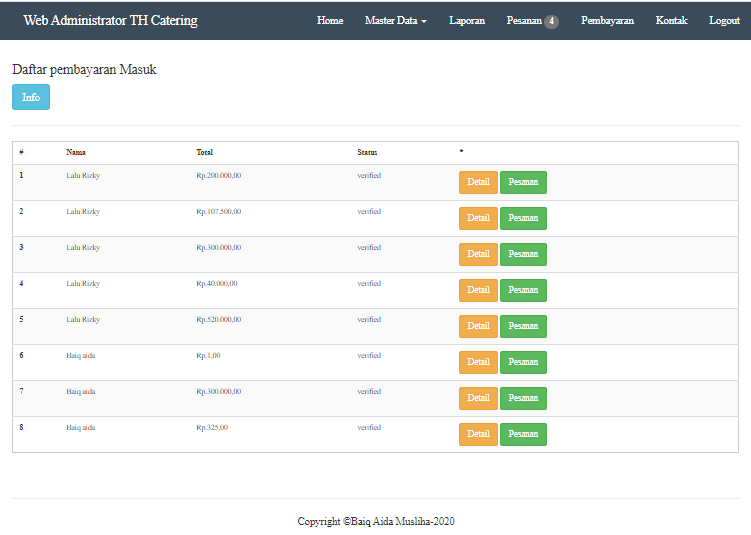 Web Administrator TH Catering Home Master Data Laporan Pesanan 4 Pembayaran Kontak Logout
Daftar pembayaran Masuk
Info
# Nama Total Status *
1 Lalu Rizky Rp.200.000,00 verified Detail Pesanan
2 Lalu Rizky Rp.107.500,00 verified Detail Pesanan
3 Lalu Rizky Rp.300.000,00 verified Detail Pesanan
4 Lalu Rizky Rp.40.000,00 verified Detail Pesanan
5 Lalu Rizky Rp.520.000,00 verified Detail Pesanan
6 Baiq aida Rp.1,00 verified Detail Pesanan
7 Baiq aida Rp.300.000,00 verified Detail Pesanan
8 Baiq aida Rp.325,00 verified Detail Pesanan
Copyright ©Baiq Aida Musliha-2020